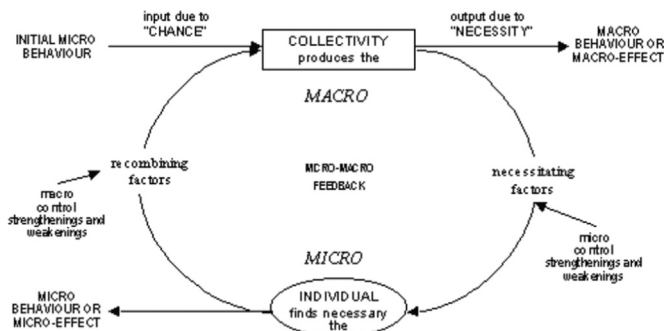 input due to
"CHANCE"
output due to
"NECESSITY"
INITIAL MICRO
BEHAVIOUR
COLLECTIVITY
produces the
MACRO
BEHAVIOUR OR
MACRO-EFFECT
MACRO
recombining
factors
MICRO-MACRO
FEEDBACK
necessitating
factors
macro
control
strengthenings and
weakenings
micro
control
strengthenings and
weakenings
MICRO
MICRO
BEHAVIOUR OR
MICRO-EFFECT
INDIVIDUAL
finds necessary
the